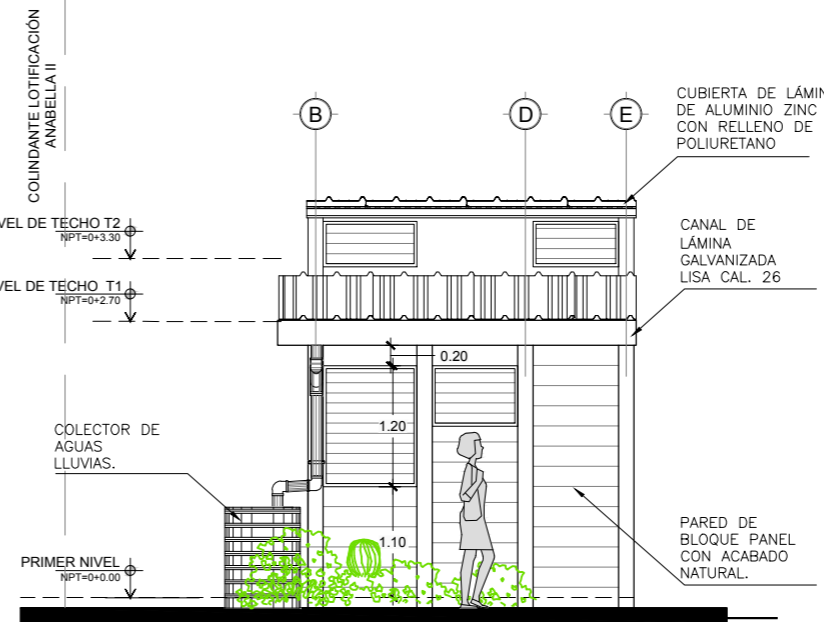 COLINDANTE LOTIFICACIÓN
ANABELLA II
B
D
E
CUBIERTA DE LÁMIN
DE ALUMINIO ZINC
CON RELLENO DE
POLIURETANO
VEL DE TECHO T2
NPT=0+3.30
CANAL DE
LÁMINA
GALVANIZADA
LISA CAL. 26
VEL DE TECHO T1
NPT=0+2.70
0.20
1.20
COLECTOR DE
AGUAS
LLUVIAS.
1.10
PARED DE
BLOQUE PANEL
CON ACABADO
NATURAL.
PRIMER NIVEL
NPT=0+0.00